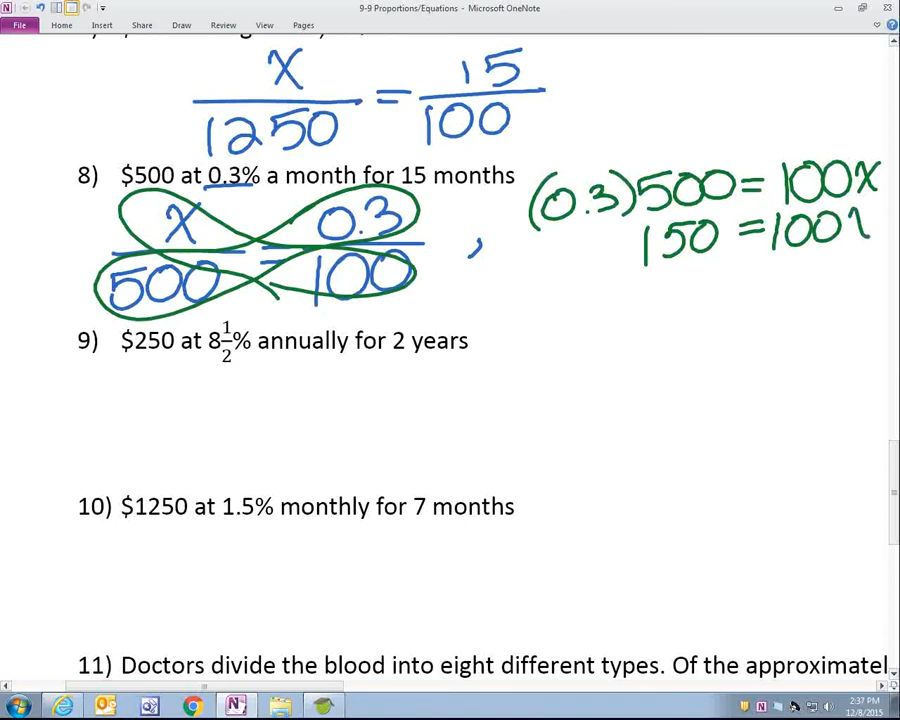 9-9 Proportions/Equations - Microsoft OneNote
File Home Insert Share Draw Review View Pages
x/1250 = 15/100
8) $500 at 0.3% a month for 15 months
x/500 = 0.3/100 , (0.3)500 = 100x
150 = 100
9) $250 at 8 1/2% annually for 2 years
10) $1250 at 1.5% monthly for 7 months
11) Doctors divide the blood into eight different types. Of the
2:37 PM
12/8/2015